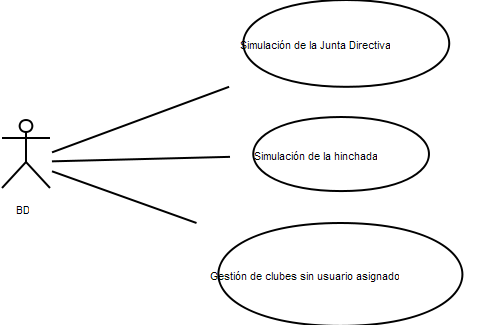 Simulación de la Junta Directiva
Simulación de la hinchada
BD
Gestión de clubes sin usuario asignado